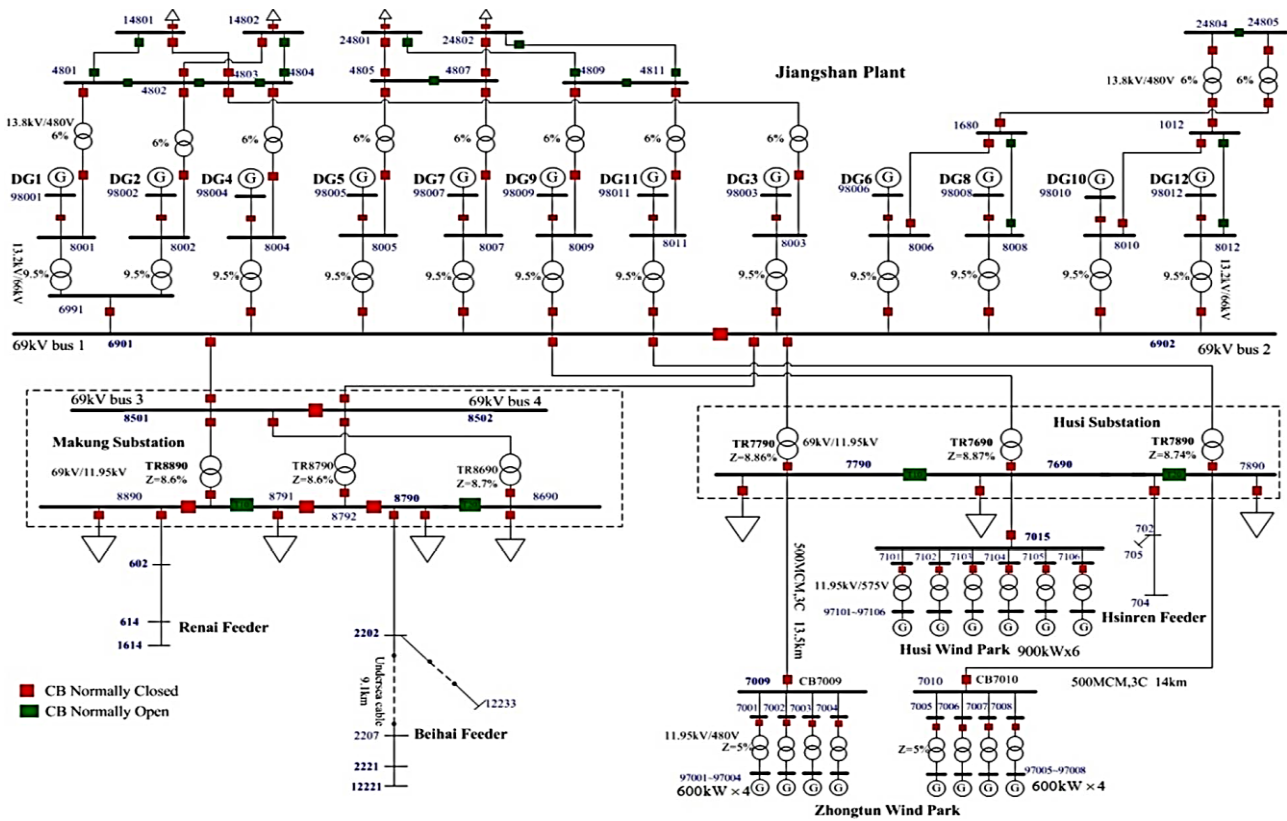 14801 14802 24801 24802 24804 24805
4801 4802 4803 4804 4805 4807 4809 4811
Jiangshan Plant
13.8kV/480V 6% 6%
13.8kV/480V
6% 6% 6% 6% 6% 6% 6% 6%
1680 1012
DG1 G DG2 G DG4 G DG5 G DG7 G DG9 G DG11 G DG3 G DG6 G DG8 G DG10 G DG12 G
98001 98002 98004 98005 98007 98009 98011 98003 98006 98008 98010 98012
8001 8002 8004 8005 8007 8009 8011 8003 8006 8008 8010 8012
13.2kV/66kV
9.5% 9.5% 9.5% 9.5% 9.5% 9.5% 9.5% 9.5% 9.5% 9.5% 9.5% 9.5%
13.2kV/66kV
6991
69kV bus 1 6901 6902 69kV bus 2
69kV bus 3 69kV bus 4
8501 8502
Makung Substation
69kV/11.95kV
TR8890
Z=8.6%
TR8790
Z=8.6%
TR8690
Z=8.7%
8890 8791 8790 8690
8792
Husi Substation
TR7790
Z=8.86%
69kV/11.95kV
TR7690
Z=8.87%
TR7890
Z=8.74%
7790 7690 7890
602
614
1614
Renai Feeder
2202
Undersea cable
9.1km
12233
2207
2221
12221
Beihai Feeder
500MCM,3C 13.5km
7015
7101 7102 7103 7104 7105 7106
11.95kV/575V
97101~97106
G G G G G G
Husi Wind Park 900kWx6
702
705
704
Hsinren Feeder
500MCM,3C 14km
7009 CB7009
7001 7002 7003 7004
11.95kV/480V
Z=5%
97001~97004
600kW ×4
G G G G
7010 CB7010
7005 7006 7007 7008
Z=5%
97005~97008
G G G G
600kW ×4
Zhongtun Wind Park
CB Normally Closed
CB Normally Open